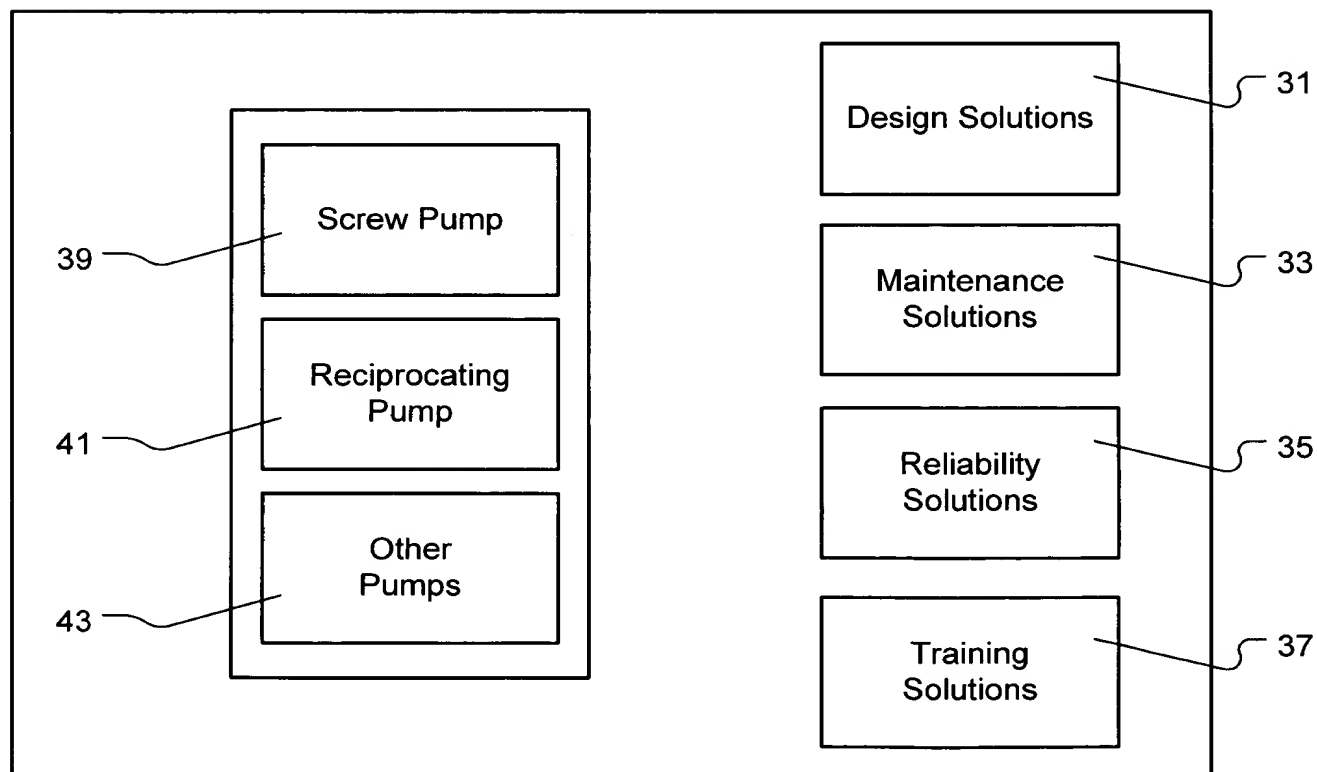 Screw Pump
39
Reciprocating
Pump
41
Other
Pumps
43
Design Solutions
31
Maintenance
Solutions
33
Reliability
Solutions
35
Training
Solutions
37